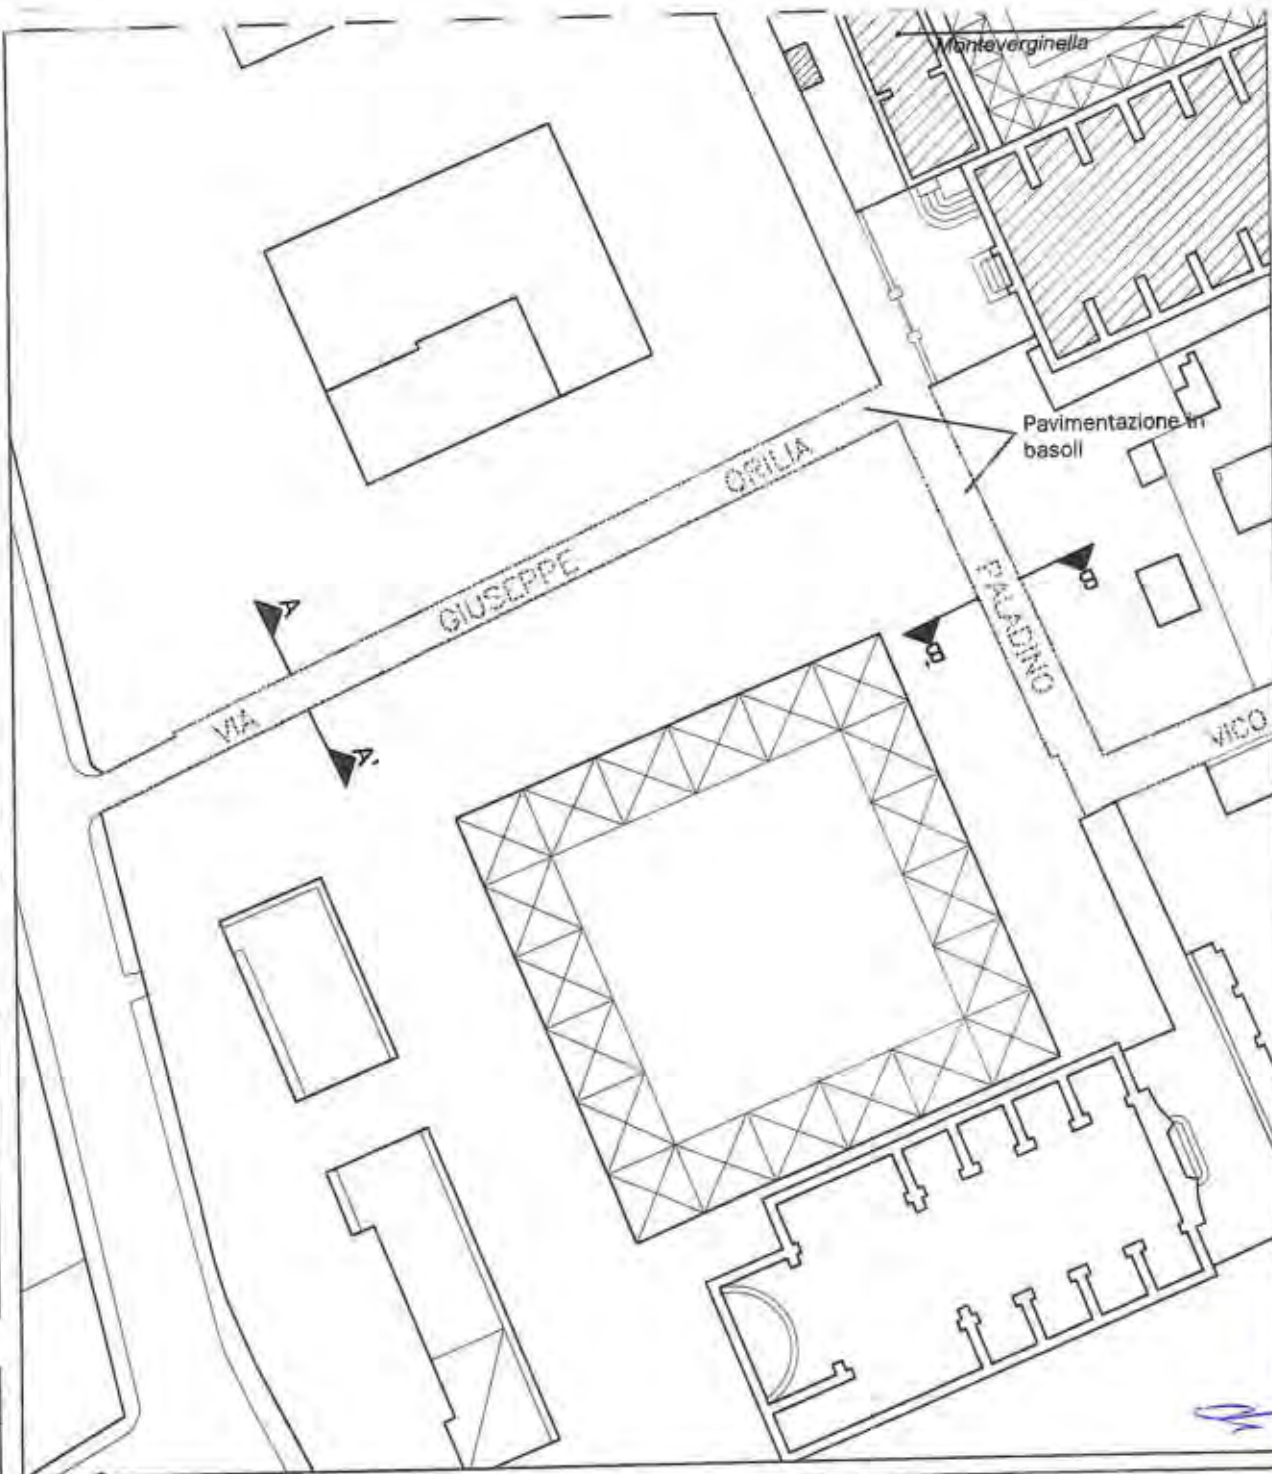 Monteverginella
Pavimentazione in
basoli
VIA GIUSEPPE ORILIA
PALADINO
VICO
A
A'
B
B'